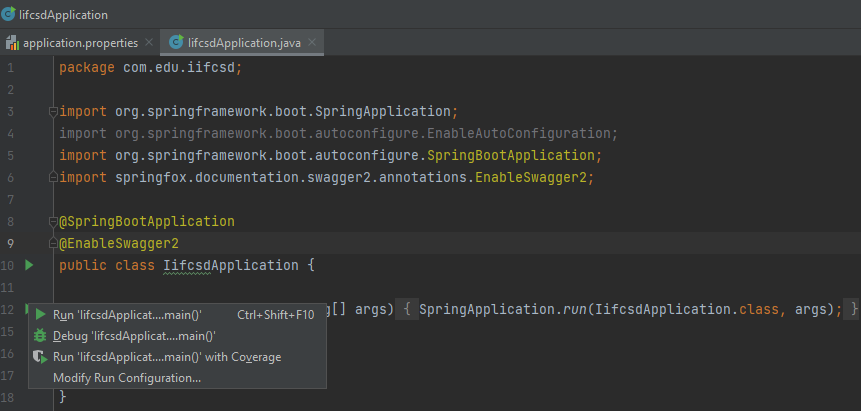 IifcsdApplication
application.properties
IifcsdApplication.java
1 package com.edu.iifcsd;
2
3 import org.springframework.boot.SpringApplication;
4 import org.springframework.boot.autoconfigure.EnableAutoConfiguration;
5 import org.springframework.boot.autoconfigure.SpringBootApplication;
6 import springfox.documentation.swagger2.annotations.EnableSwagger2;
7
8 @SpringBootApplication
9 @EnableSwagger2
10 public class IifcsdApplication {
11
12 g[] args) { SpringApplication.run(IifcsdApplication.class, args); }
Run 'IifcsdApplicat....main()' Ctrl+Shift+F10
15
Debug 'IifcsdApplicat....main()'
16
Run 'IifcsdApplicat....main()' with Coverage
17
Modify Run Configuration...
18 }